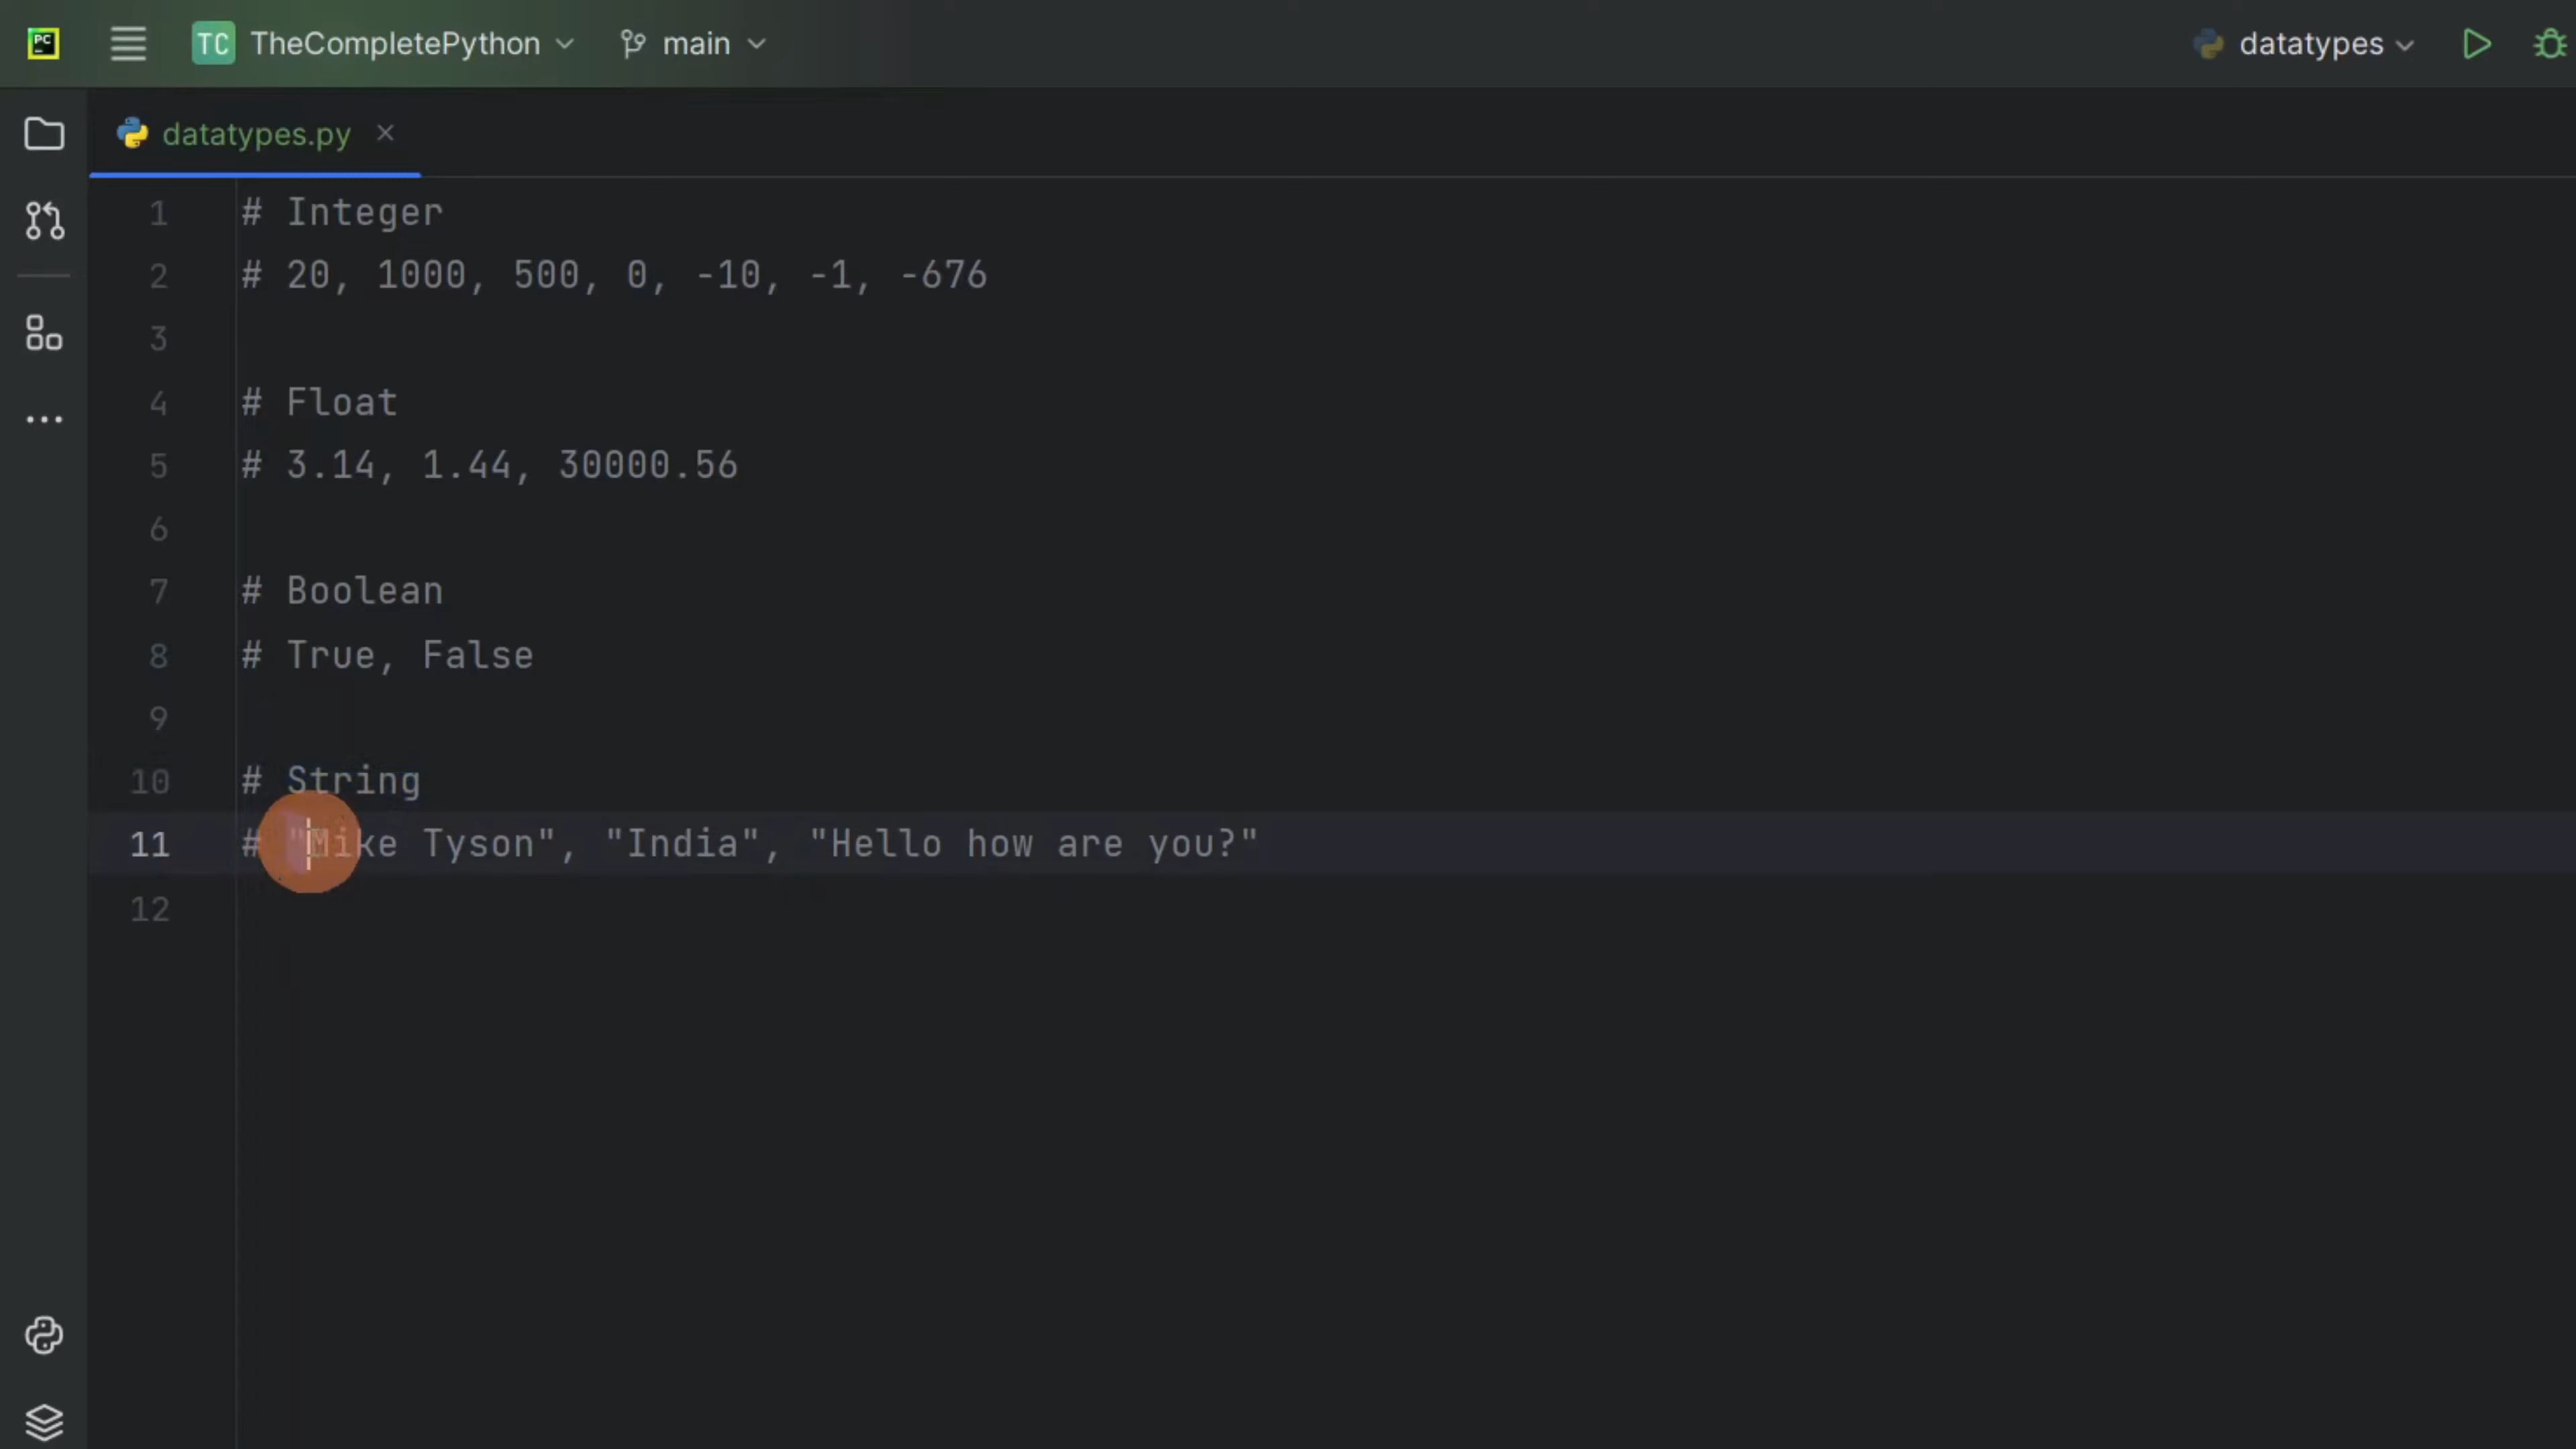 PC
TC TheCompletePython main datatypes
datatypes.py
1 # Integer
2 # 20, 1000, 500, 0, -10, -1, -676
3
4 # Float
5 # 3.14, 1.44, 30000.56
6
7 # Boolean
8 # True, False
9
10 # String
11 # "Mike Tyson", "India", "Hello how are you?"
12